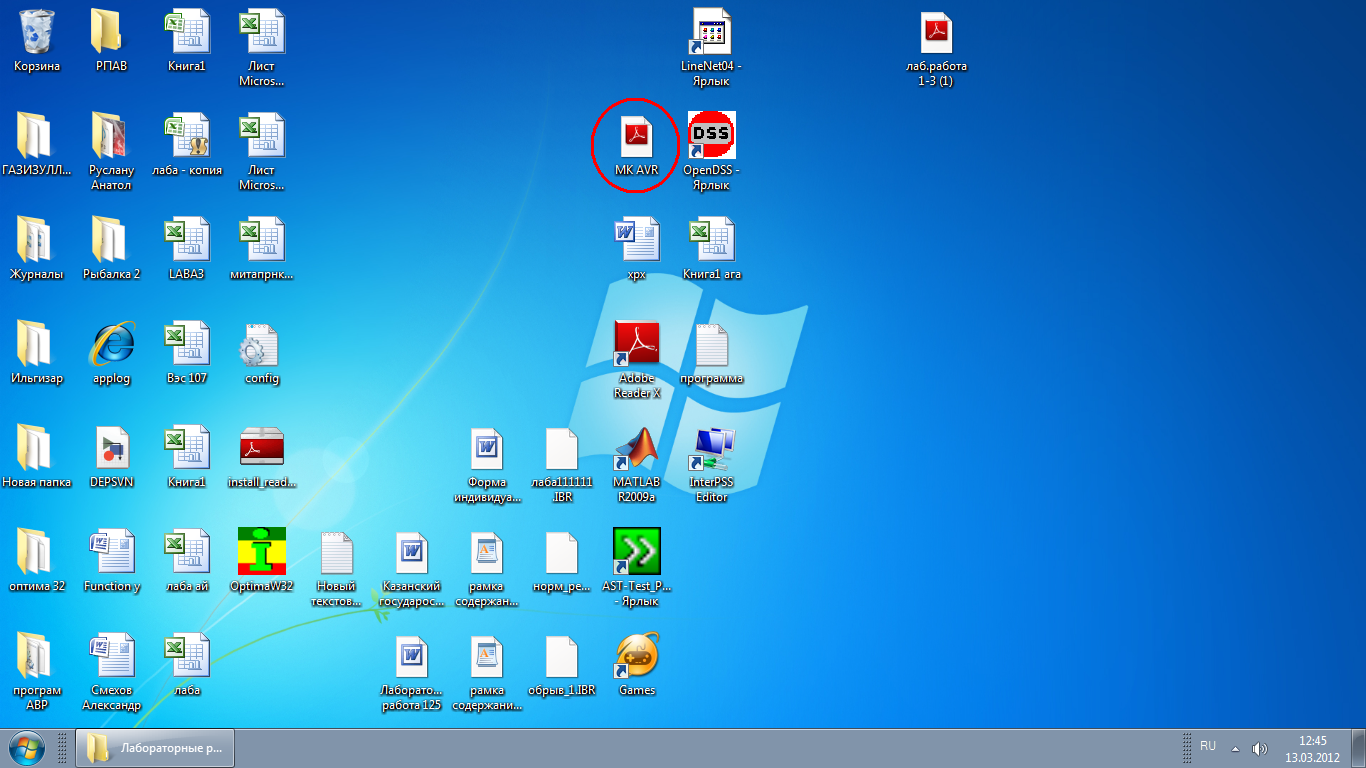 Корзина
РПАВ
Книга1
Лист
Micros...
LineNet04 -
Ярлык
лаб.работа
1-3 (1)
ГАЗИЗУЛЛ...
Руслану
Анатол
лаба - копия
Лист
Micros...
MK AVR
DSS
OpenDSS -
Ярлык
Журналы
Рыбалка 2
LABA3
митапрнк...
xpx
Книга1 ага
Ильгизар
applog
Вэс 107
config
Adobe
Reader X
программа
Новая папка
DEPSVN
Книга1
install_read...
Форма
индивидуа...
лаба111111
.IBR
MATLAB
R2009a
InterPSS
Editor
оптима 32
Function y
лаба ай
OptimaW32
Новый
текстов...
Казанский
государос...
рамка
содержан...
норм_ре...
AST-Test_P...
- Ярлык
програм
АВР
Смехов
Александр
лаба
Лаборато...
работа 125
рамка
содержани...
обрыв_1.IBR
Games
Лабораторные р...
RU
12:45
13.03.2012